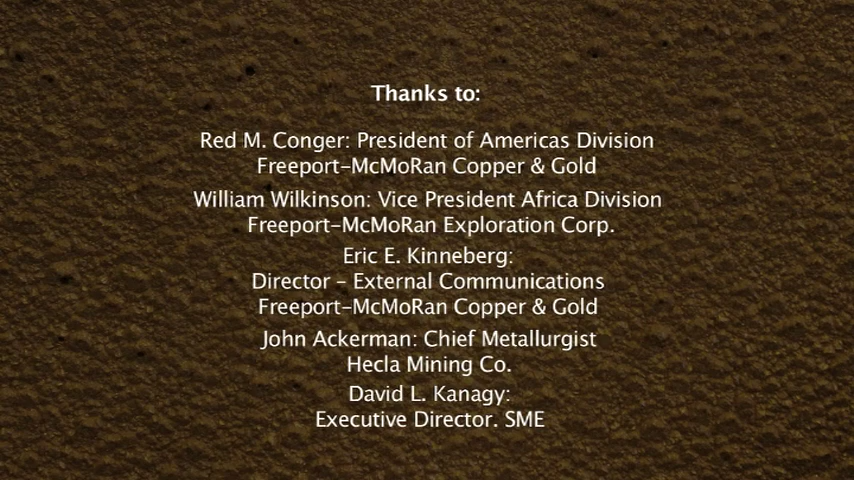 Thanks to:
Red M. Conger: President of Americas Division
Freeport-McMoRan Copper & Gold
William Wilkinson: Vice President Africa Division
Freeport-McMoRan Exploration Corp.
Eric E. Kinneberg:
Director - External Communications
Freeport-McMoRan Copper & Gold
John Ackerman: Chief Metallurgist
Hecla Mining Co.
David L. Kanagy:
Executive Director. SME